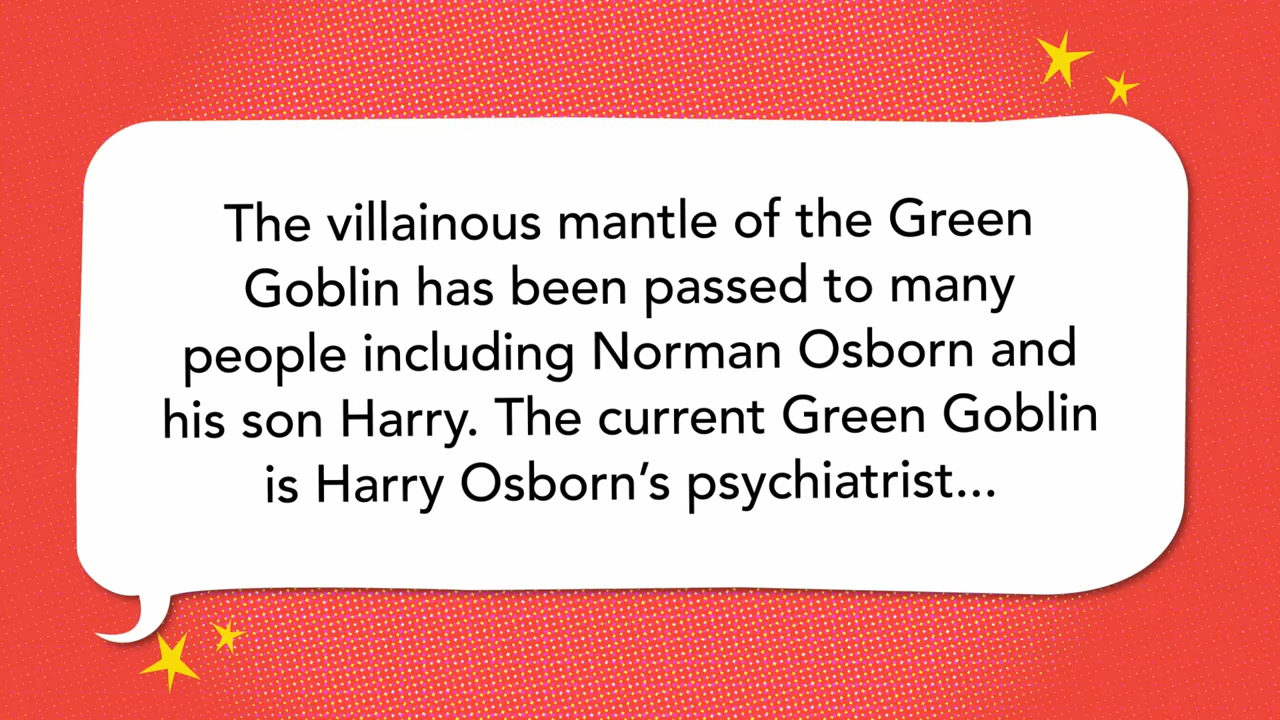 The villainous mantle of the Green
Goblin has been passed to many
people including Norman Osborn and
his son Harry. The current Green Goblin
is Harry Osborn’s psychiatrist...